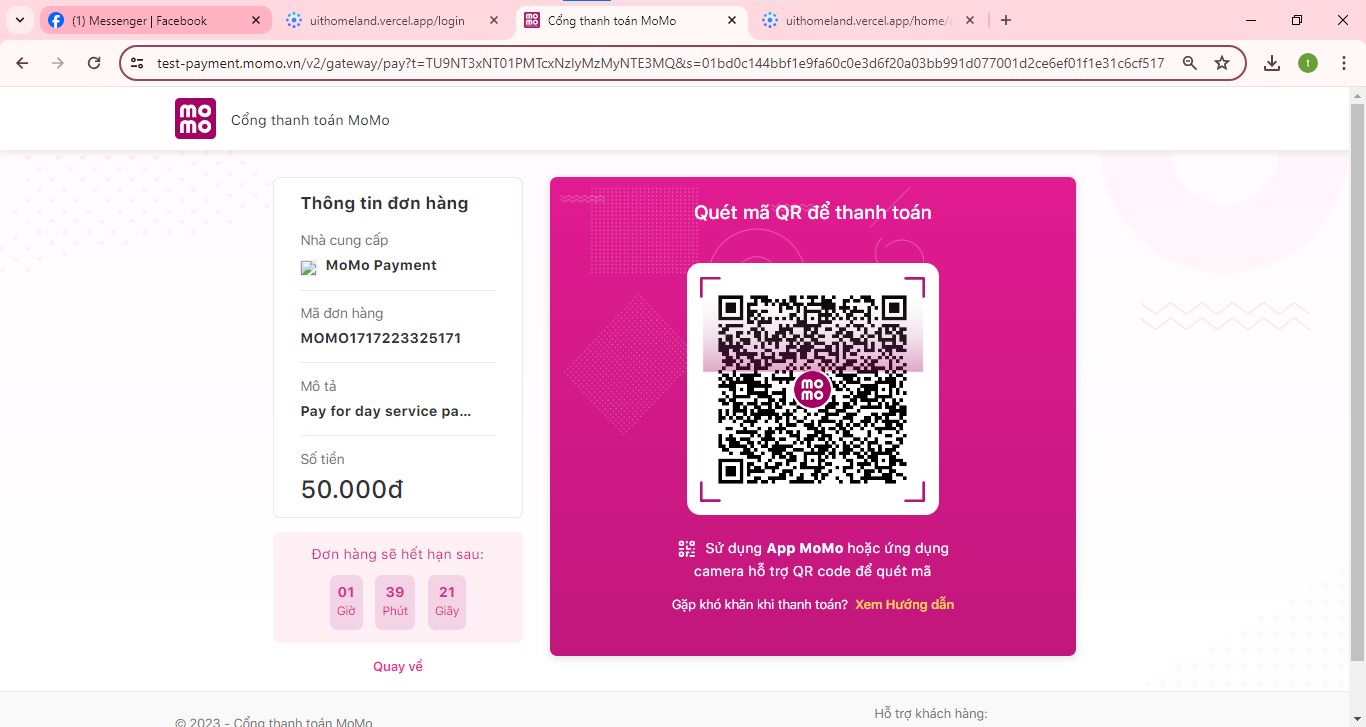 (1) Messenger | Facebook
uithomeland.vercel.app/login
Cổng thanh toán MoMo
uithomeland.vercel.app/home/
test-payment.momo.vn/v2/gateway/pay?t=TU9NT3xNT01PMTcxNzIyMzMyNTE3MQ&s=01bd0c144bbf1e9fa60c0e3d6f20a03bb991d077001d2ce6ef01f1e31c6cf517
t
mo
mo
Cổng thanh toán MoMo
Thông tin đơn hàng
Nhà cung cấp
MoMo Payment
Mã đơn hàng
MOMO1717223325171
Mô tả
Pay for day service pa...
Số tiền
50.000đ
Đơn hàng sẽ hết hạn sau:
01 39 21
Giờ Phút Giây
Quay về
Quét mã QR để thanh toán
mo
mo
Sử dụng App MoMo hoặc ứng dụng
camera hỗ trợ QR code để quét mã
Gặp khó khăn khi thanh toán? Xem Hướng dẫn
© 2023 - Cổng thanh toán MoMo
Hỗ trợ khách hàng: